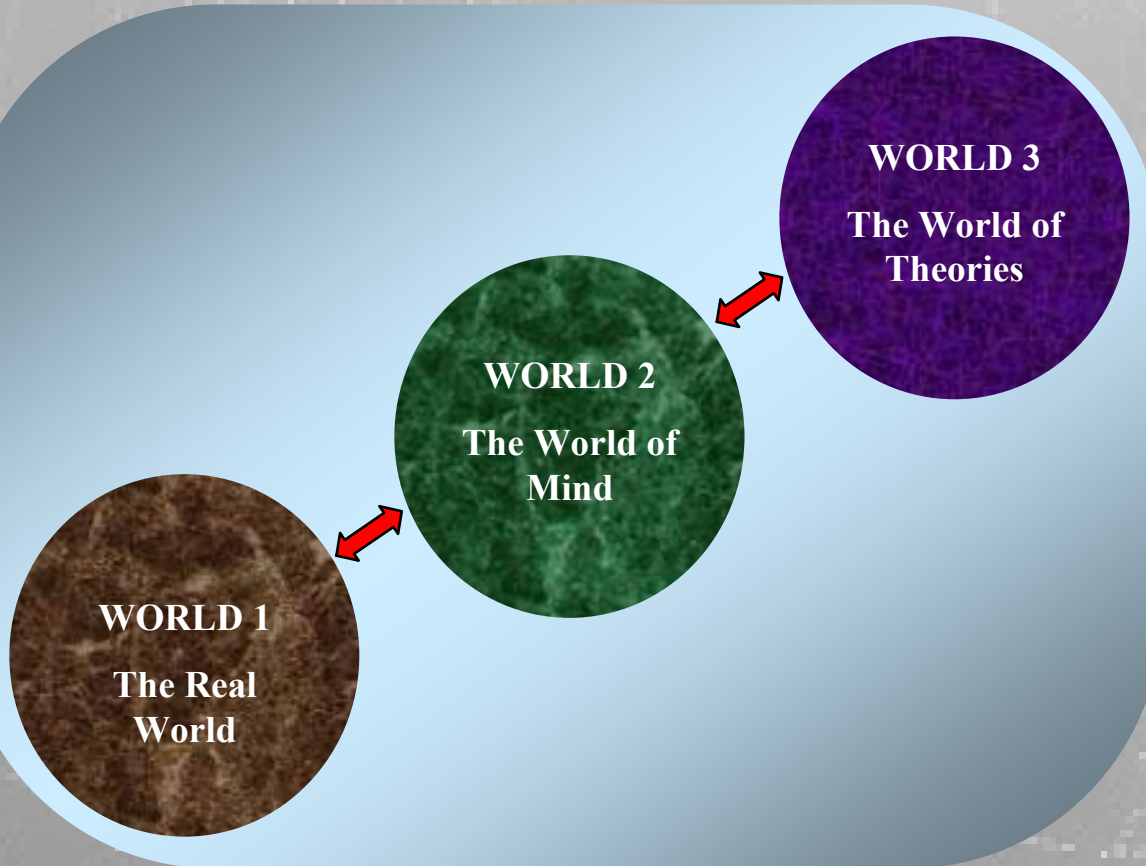 WORLD 3
The World of
Theories
WORLD 2
The World of
Mind
WORLD 1
The Real
World